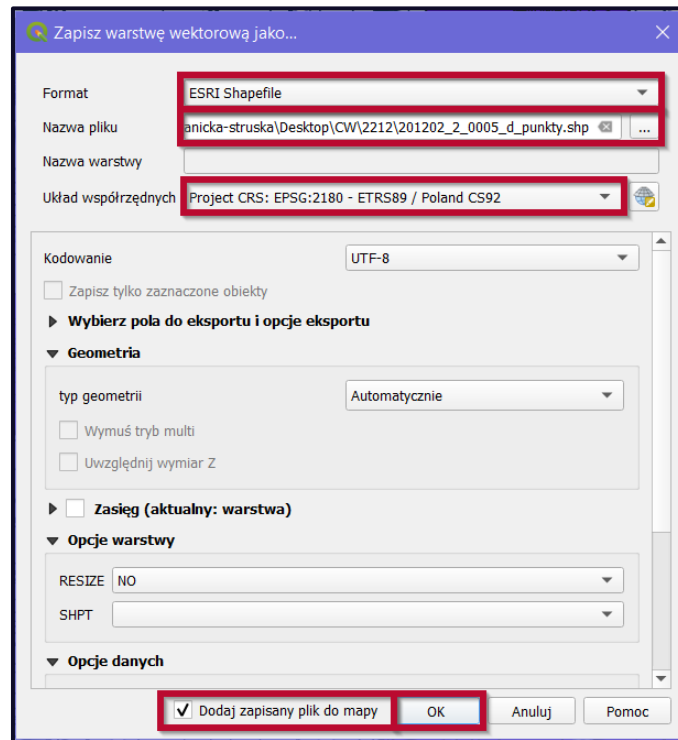 Zapisz warstwę wektorową jako...
Format ESRI Shapefile
Nazwa pliku anicka-struska\Desktop\CW\2212\201202_2_0005_d_punkty.shp ...
Nazwa warstwy
Układ współrzędnych Project CRS: EPSG:2180 - ETRS89 / Poland CS92
Kodowanie UTF-8
Zapisz tylko zaznaczone obiekty
Wybierz pola do eksportu i opcje eksportu
Geometria
typ geometrii Automatycznie
Wymuś tryb multi
Uwzględnij wymiar Z
Zasięg (aktualny: warstwa)
Opcje warstwy
RESIZE NO
SHPT
Opcje danych
Dodaj zapisany plik do mapy OK Anuluj Pomoc